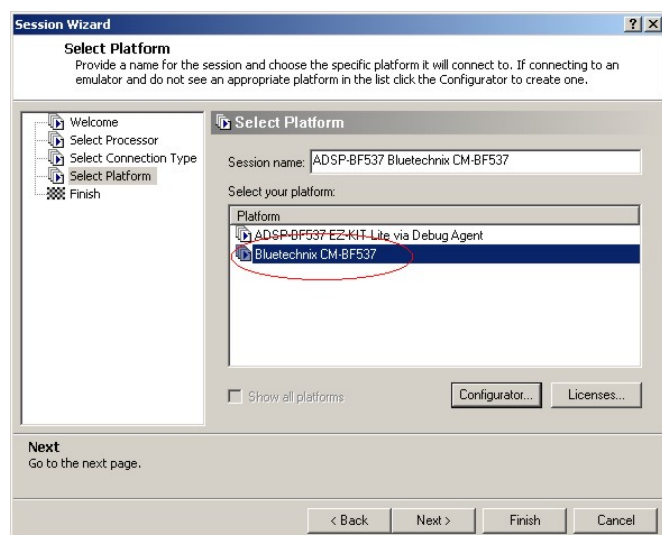 Session Wizard
Select Platform
Provide a name for the session and choose the specific platform it will connect to. If connecting to an
emulator and do not see an appropriate platform in the list click the Configurator to create one.
Welcome
Select Processor
Select Connection Type
Select Platform
Finish
Select Platform
Session name: ADSP-BF537 Bluetechnix CM-BF537
Select your platform:
Platform
ADSP-BF537 EZ-KIT Lite via Debug Agent
Bluetechnix CM-BF537
Show all platforms
Configurator...
Licenses...
Next
Go to the next page.
< Back
Next >
Finish
Cancel